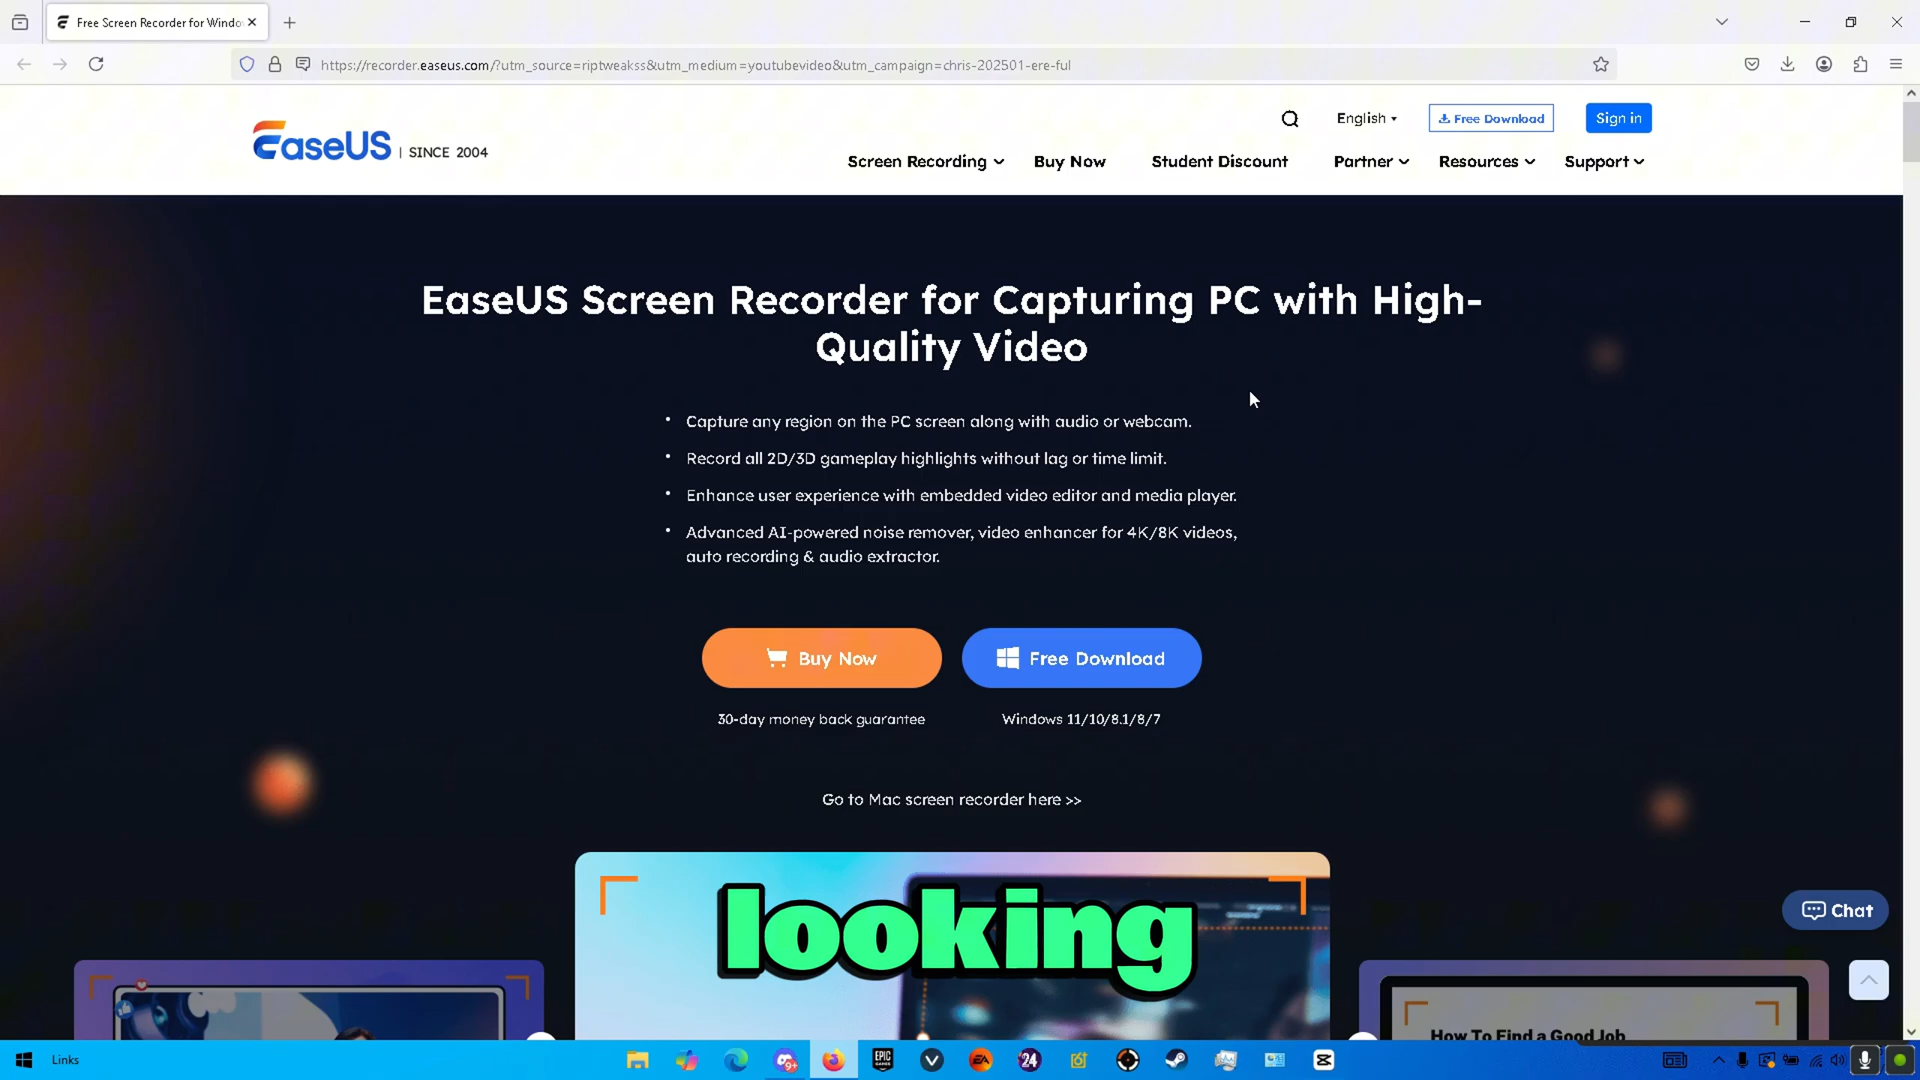 Free Screen Recorder for Windo
https://recorder.easeus.com/?utm_source=riptweakss&utm_medium=youtubevideo&utm_campaign=chris-202501-ere-ful
English
Free Download
Sign in
EaseUS | SINCE 2004
Screen Recording
Buy Now
Student Discount
Partner
Resources
Support
EaseUS Screen Recorder for Capturing PC with High-
Quality Video
• Capture any region on the PC screen along with audio or webcam.
• Record all 2D/3D gameplay highlights without lag or time limit.
• Enhance user experience with embedded video editor and media player.
• Advanced AI-powered noise remover, video enhancer for 4K/8K videos,
auto recording & audio extractor.
Buy Now
Free Download
30-day money back guarantee
Windows 11/10/8.1/8/7
Go to Mac screen recorder here >>
looking
Chat
How To Find a Good Job
Links
9+
EPIC
GAMES
EA
24